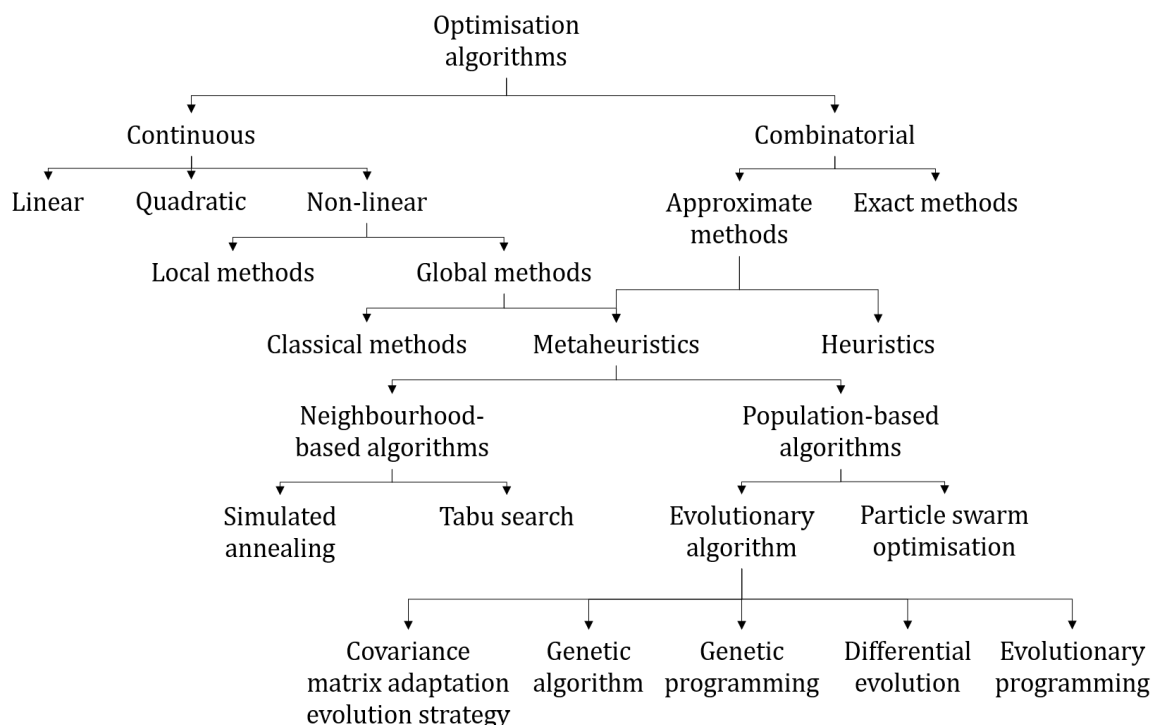 Optimisation
algorithms
Continuous
Combinatorial
Linear
Quadratic
Non-linear
Approximate
methods
Exact methods
Local methods
Global methods
Classical methods
Metaheuristics
Heuristics
Neighbourhood-
based algorithms
Population-based
algorithms
Simulated
annealing
Tabu search
Evolutionary
algorithm
Particle swarm
optimisation
Covariance
matrix adaptation
evolution strategy
Genetic
algorithm
Genetic
programming
Differential
evolution
Evolutionary
programming